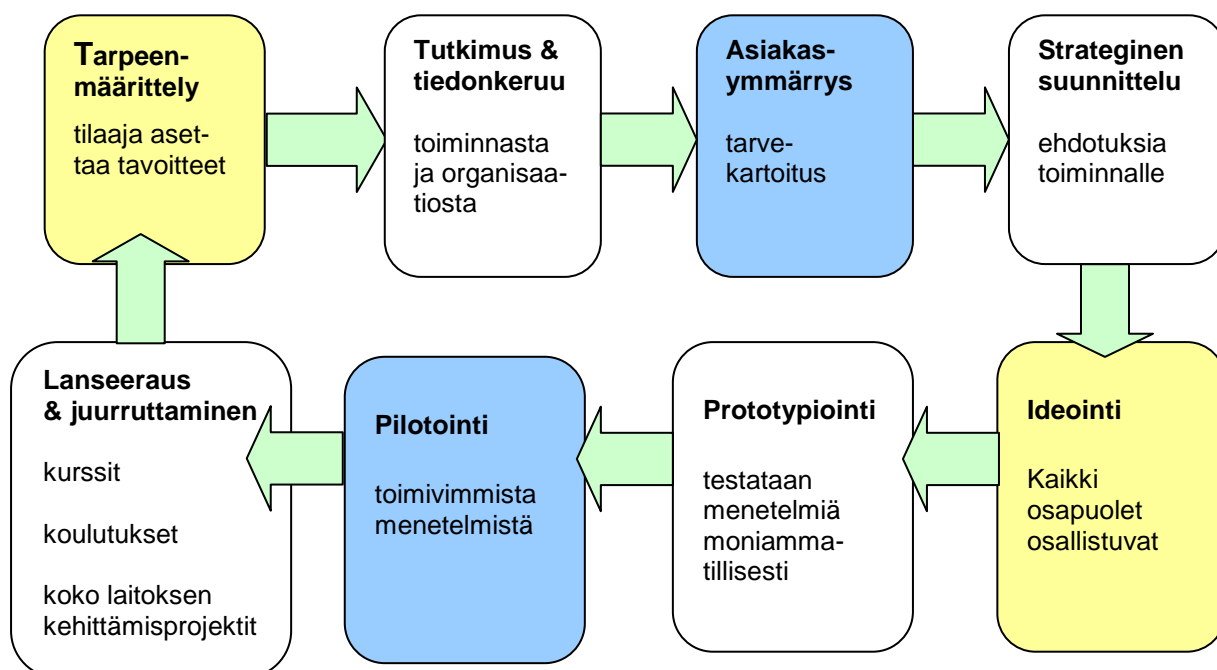 Tarpeen-
määrittely
tilaaja aset-
taa tavoitteet
Tutkimus &
tiedonkeruu
toiminnasta
ja organisaa-
tiosta
Asiakas-
ymmärrys
tarve-
kartoitus
Strateginen
suunnittelu
ehdotuksia
toiminnalle
Ideointi
Kaikki
osapuolet
osallistuvat
Prototypiointi
testataan
menetelmiä
moniamma-
tillisesti
Pilotointi
toimivimmista
menetelmistä
Lanseeraus
& juurruttaminen
kurssit
koulutukset
koko laitoksen
kehittämisprojektit